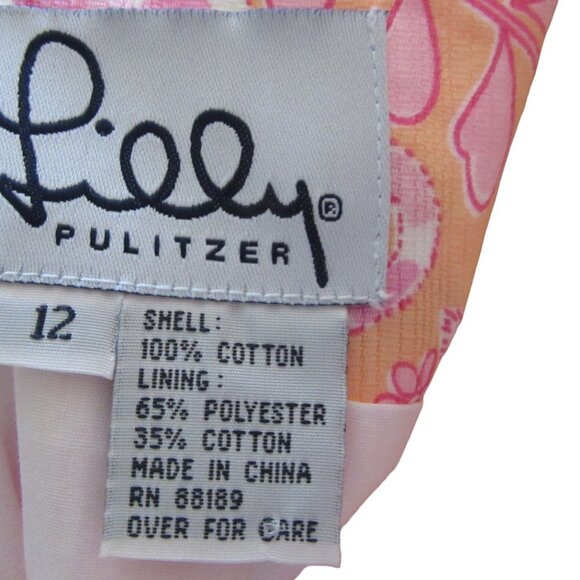 Lilly®
PULITZER
12
SHELL:
100% COTTON
LINING:
65% POLYESTER
35% COTTON
MADE IN CHINA
RN 88189
OVER FOR CARE